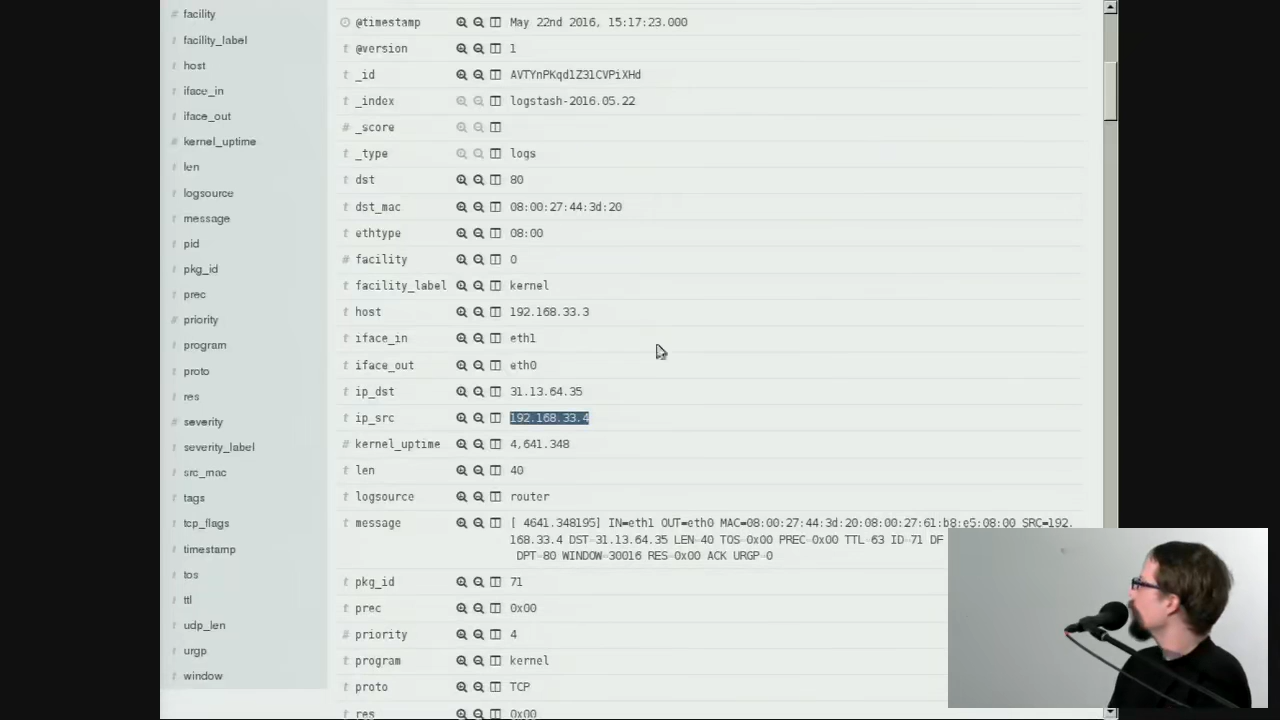 facility
facility_label
host
iface_in
iface_out
kernel_uptime
len
logsource
message
pid
pkg_id
prec
priority
program
proto
res
severity
severity_label
src_mac
tags
tcp_flags
timestamp
tos
ttl
udp_len
urgp
window
@timestamp May 22nd 2016, 15:17:23.000
@version 1
_id AVTYnPKqd1Z31CVPiXHd
_index logstash-2016.05.22
_score
_type logs
dst 80
dst_mac 08:00:27:44:3d:20
ethtype 08:00
facility 0
facility_label kernel
host 192.168.33.3
iface_in eth1
iface_out eth0
ip_dst 31.13.64.35
ip_src 192.168.33.4
kernel_uptime 4,641.348
len 40
logsource router
message [ 4641.348195] IN=eth1 OUT=eth0 MAC=08:00:27:44:3d:20:08:00:27:61:b8:e5:08:00 SRC=192.
168.33.4 DST=31.13.64.35 LEN=40 TOS=0x00 PREC=0x00 TTL=63 ID=71 DF
DPT=80 WINDOW=30016 RES=0x00 ACK URGP=0
pkg_id 71
prec 0x00
priority 4
program kernel
proto TCP
res 0x00